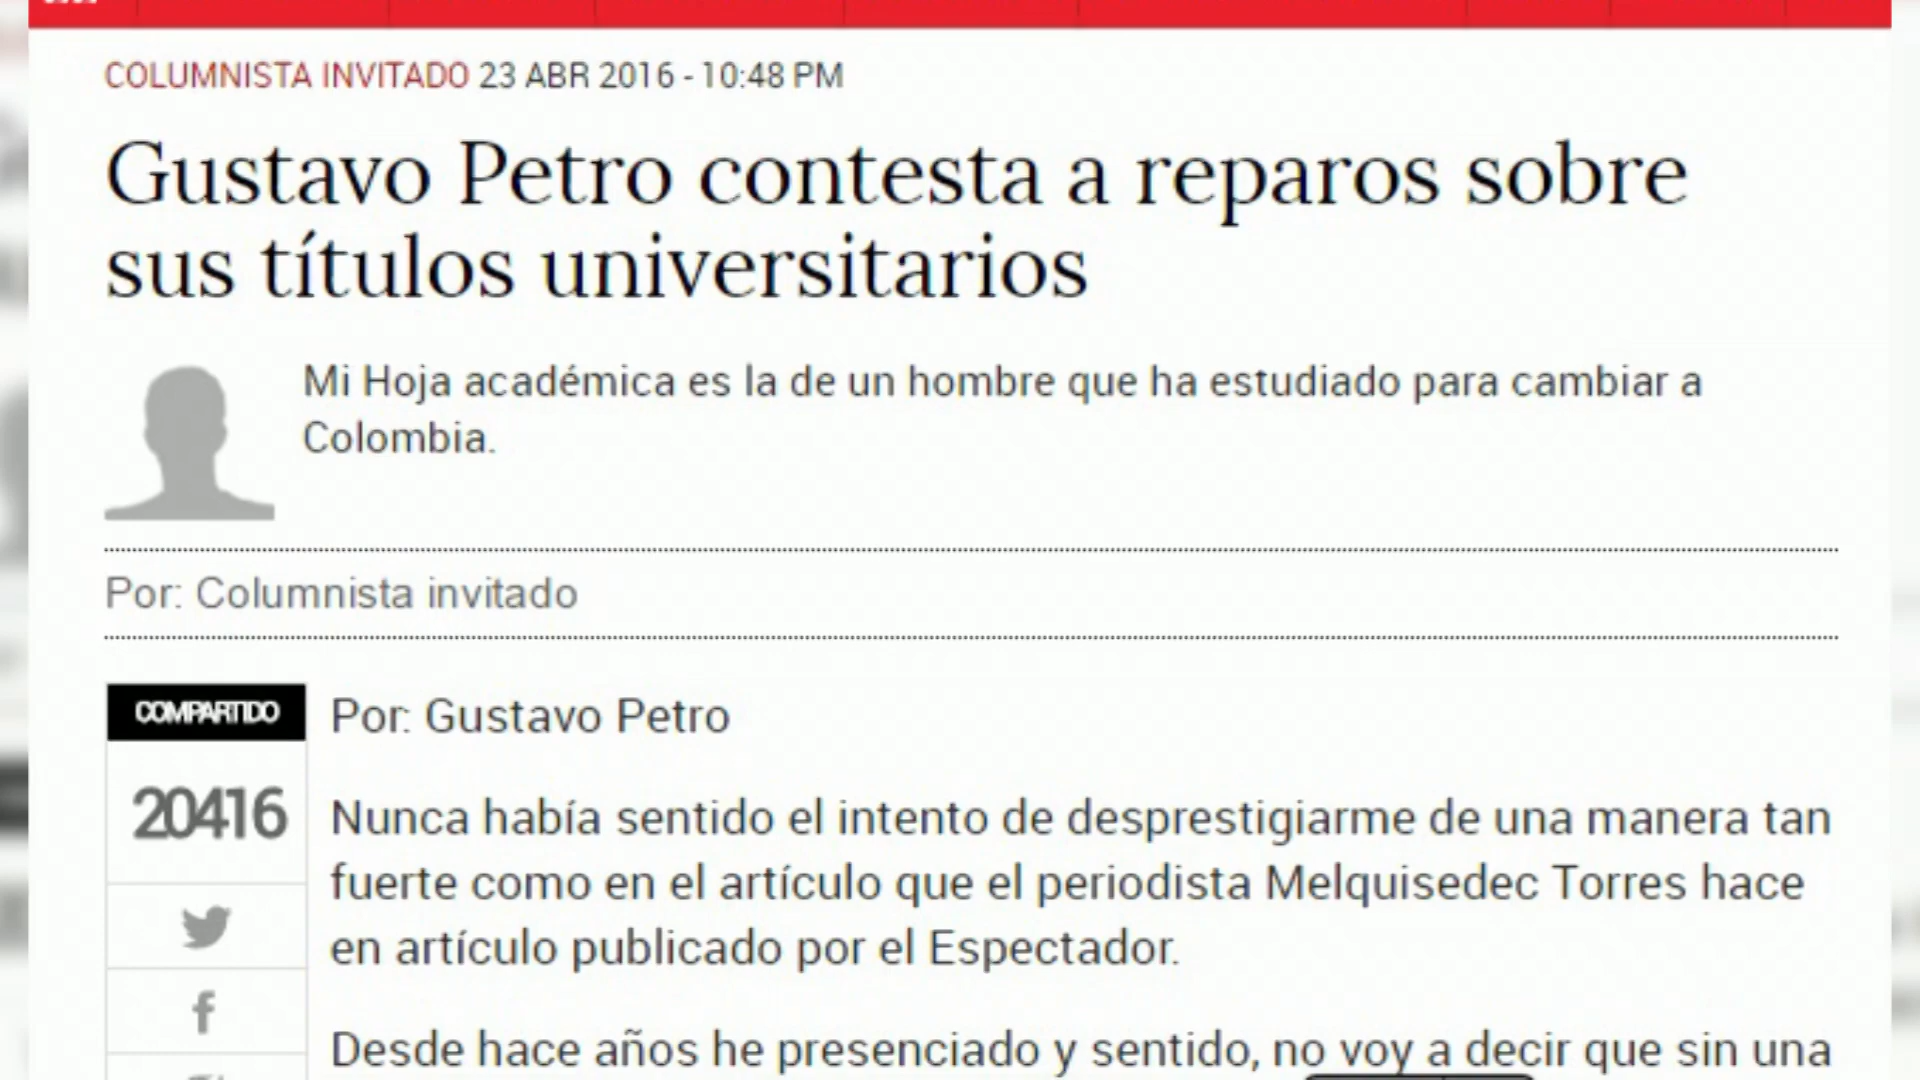 COLUMNISTA INVITADO 23 ABR 2016 - 10:48 PM
Gustavo Petro contesta a reparos sobre
sus títulos universitarios
Mi Hoja académica es la de un hombre que ha estudiado para cambiar a
Colombia.
Por: Columnista invitado
COMPARTIDO
20416
Por: Gustavo Petro
Nunca había sentido el intento de desprestigiarme de una manera tan
fuerte como en el artículo que el periodista Melquisedec Torres hace
en artículo publicado por el Espectador.
Desde hace años he presenciado y sentido, no voy a decir que sin una